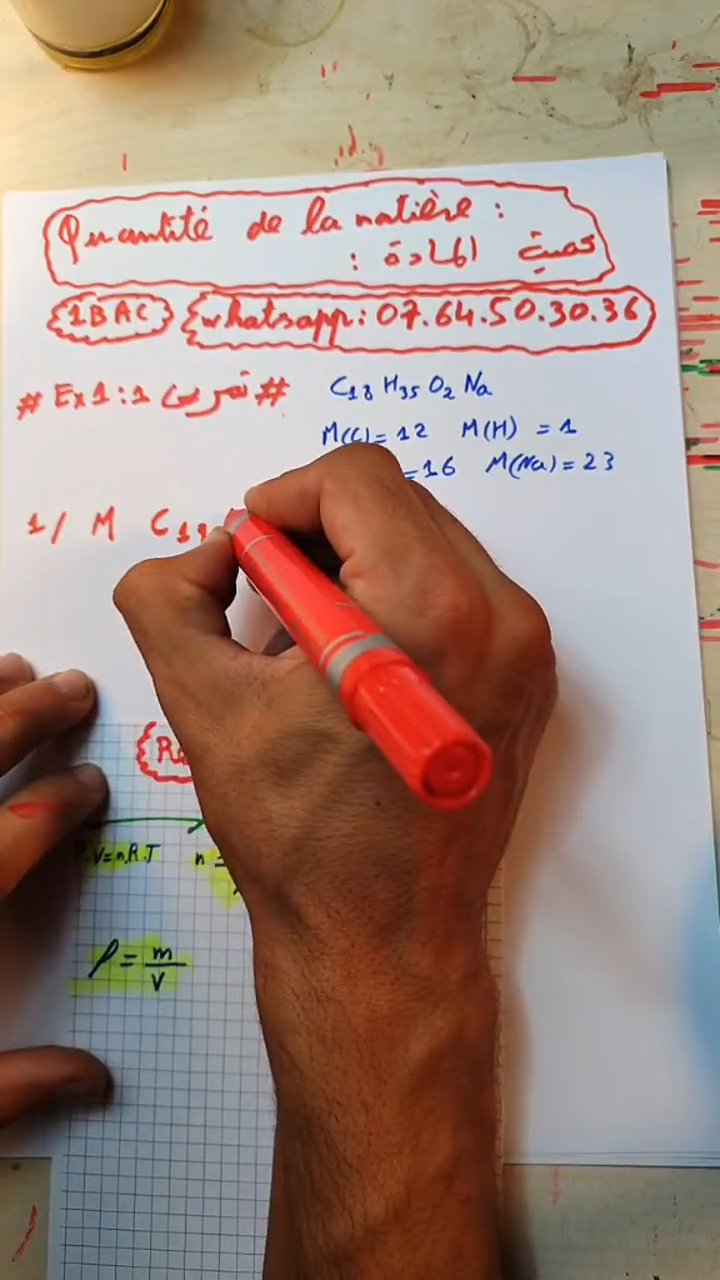 Quantité de la matière :
كمية المادة :
1BAC whatsapp: 07.64.50.30.36
# Ex1 : تمرين 1 # C₁₈ H₃₅ O₂ Na
M(C) = 12 M(H) = 1
=16 M(Na) = 23
1/ M C₁₈
P.V=n.R.T n =
ρ = m/V